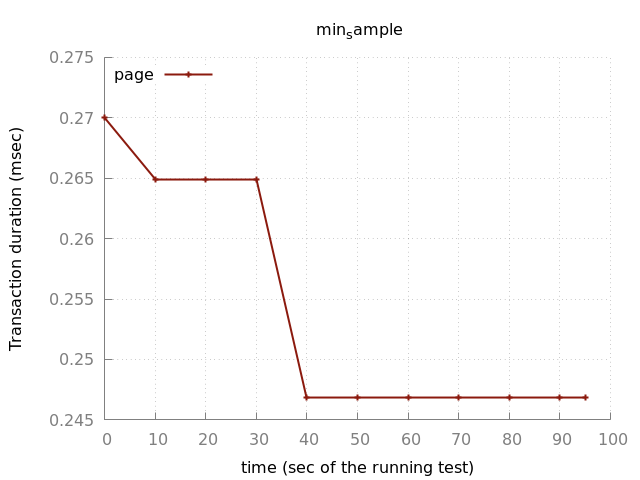 minsample
0.275
page
0.27
0.265
0.26
0.255
0.25
0.245
Transaction duration (msec)
0 10 20 30 40 50 60 70 80 90 100
time (sec of the running test)